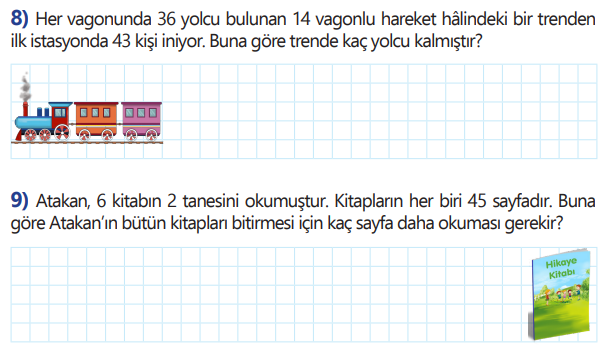 8) Her vagonunda 36 yolcu bulunan 14 vagonlu hareket hâlindeki bir trenden
ilk istasyonda 43 kişi iniyor. Buna göre trende kaç yolcu kalmıştır?
9) Atakan, 6 kitabın 2 tanesini okumuştur. Kitapların her biri 45 sayfadır. Buna
göre Atakan’ın bütün kitapları bitirmesi için kaç sayfa daha okuması gerekir?
Hikaye
Kitabı